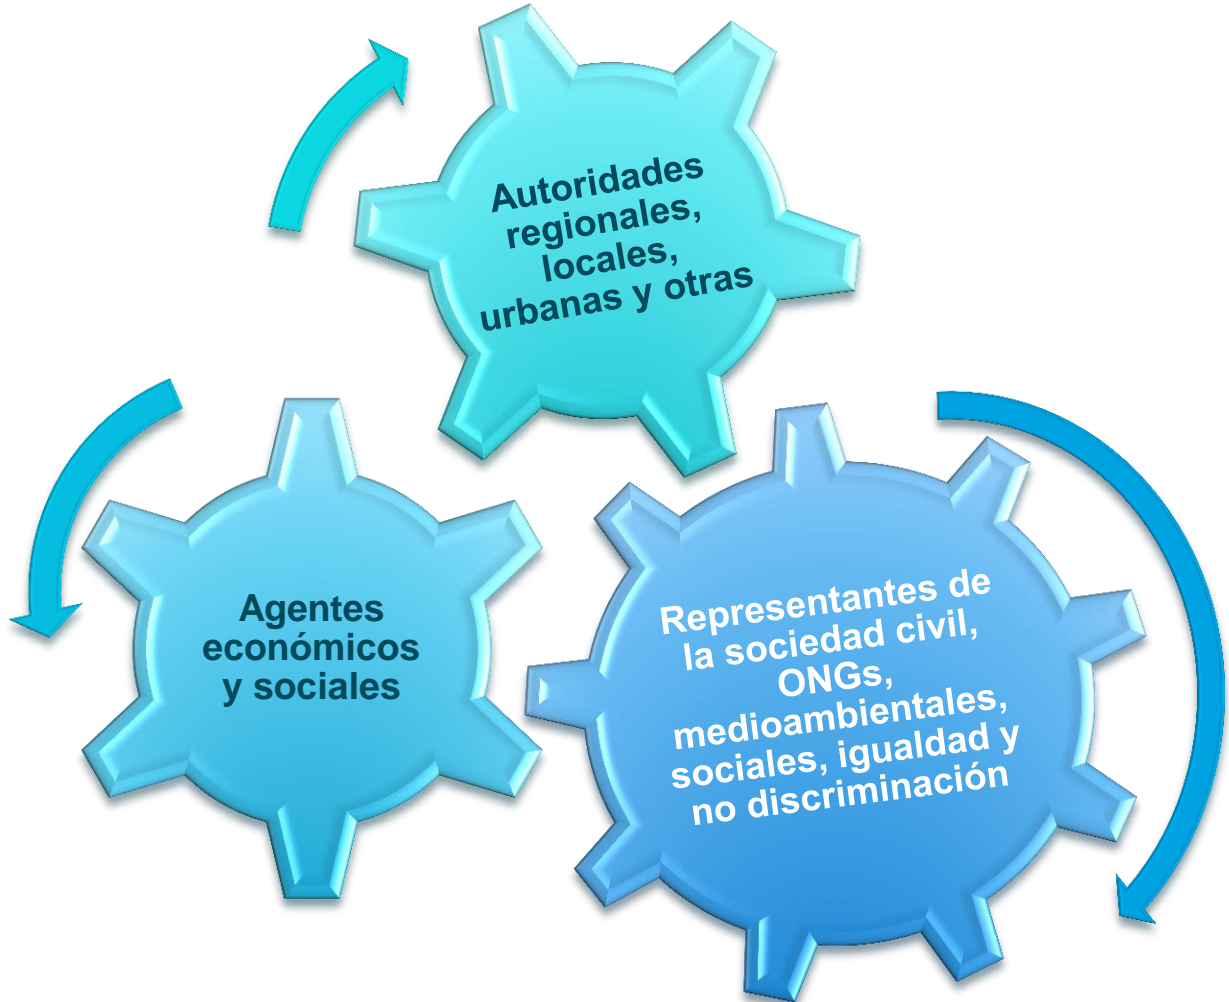 Autoridades
regionales,
locales,
urbanas y otras
Agentes
económicos
y sociales
Representantes de
la sociedad civil,
ONGs,
medioambientales,
sociales, igualdad y
no discriminación